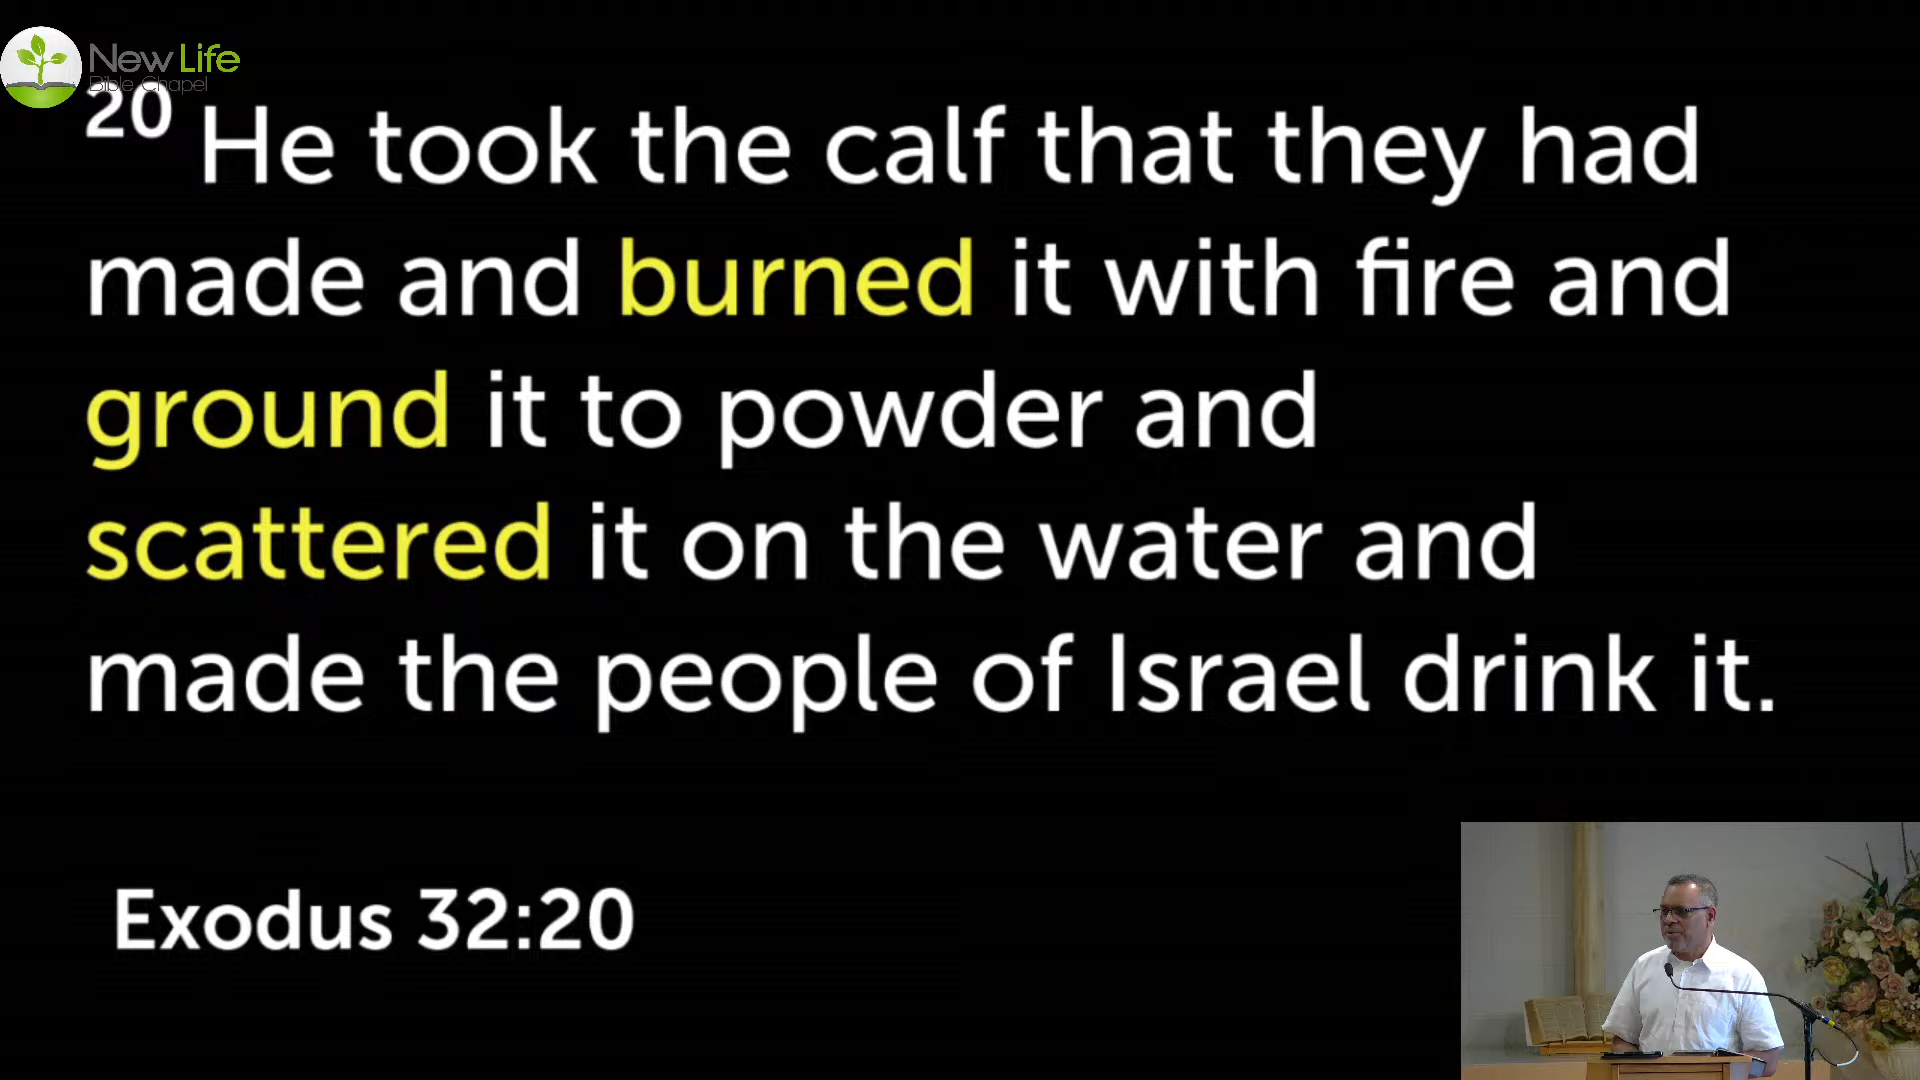 New Life
Bible Chapel
20 He took the calf that they had
made and burned it with fire and
ground it to powder and
scattered it on the water and
made the people of Israel drink it.
Exodus 32:20